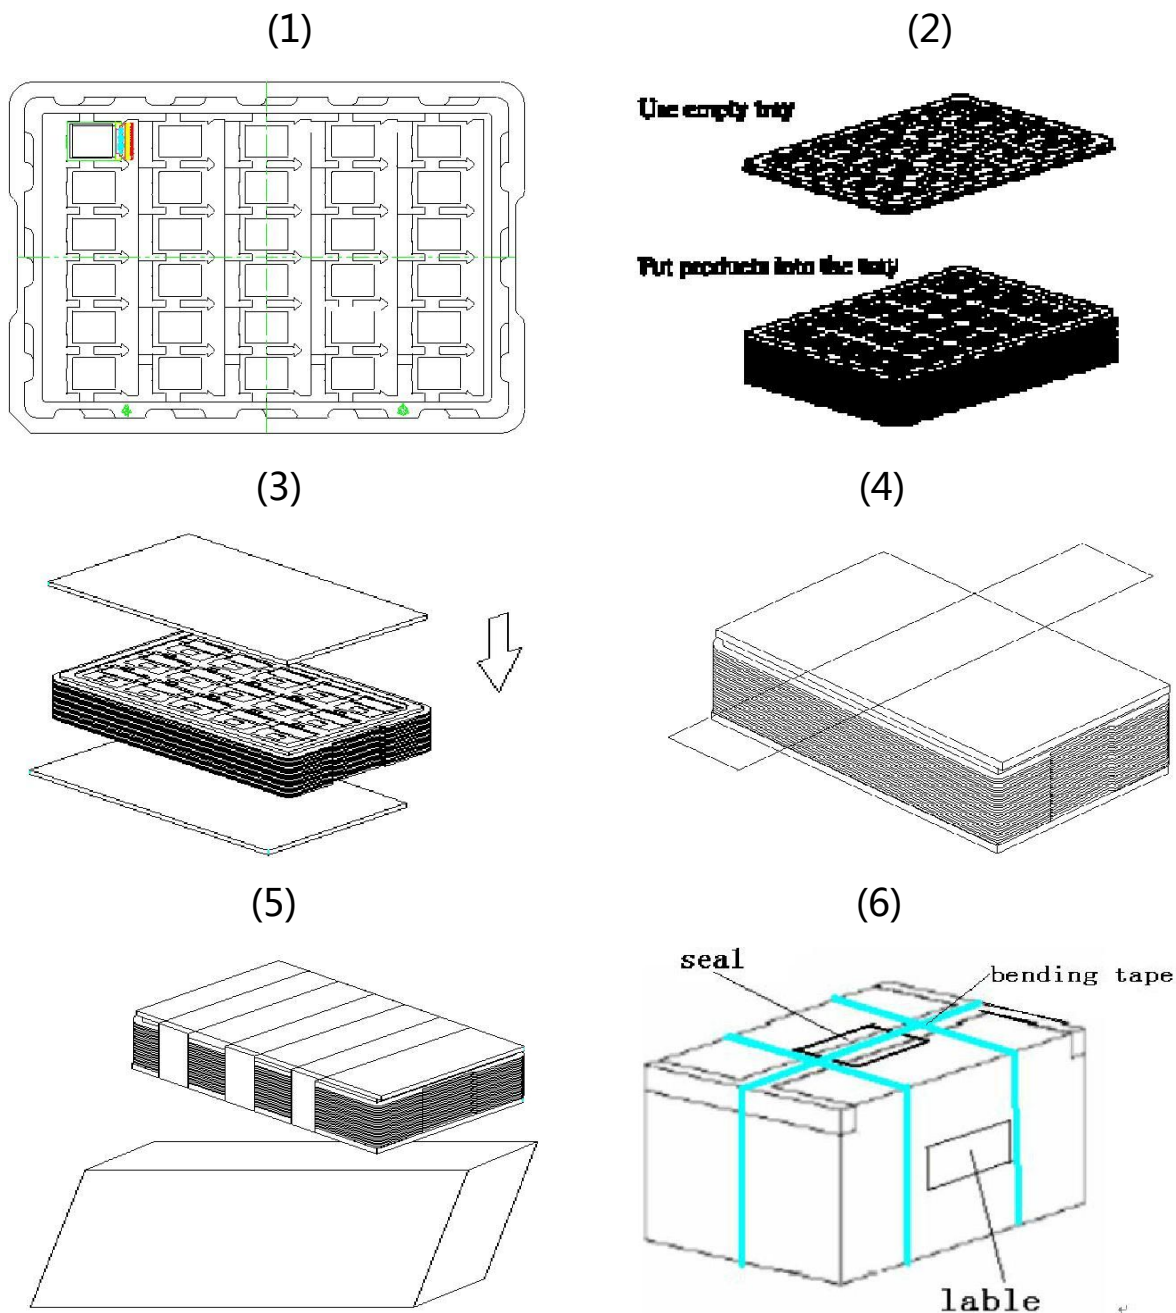 (1)
(2)
Use empty tray
Put products into the tray
(3)
(4)
(5)
(6)
seal
bending tape
lable